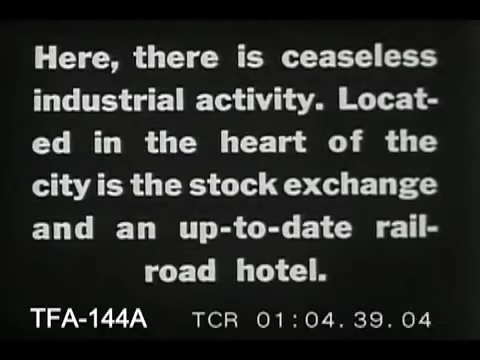 Here, there is ceaseless
industrial activity. Locat-
ed in the heart of the
city is the stock exchange
and an up-to-date rail-
road hotel.
TFA-144A TCR 01:04.39.04